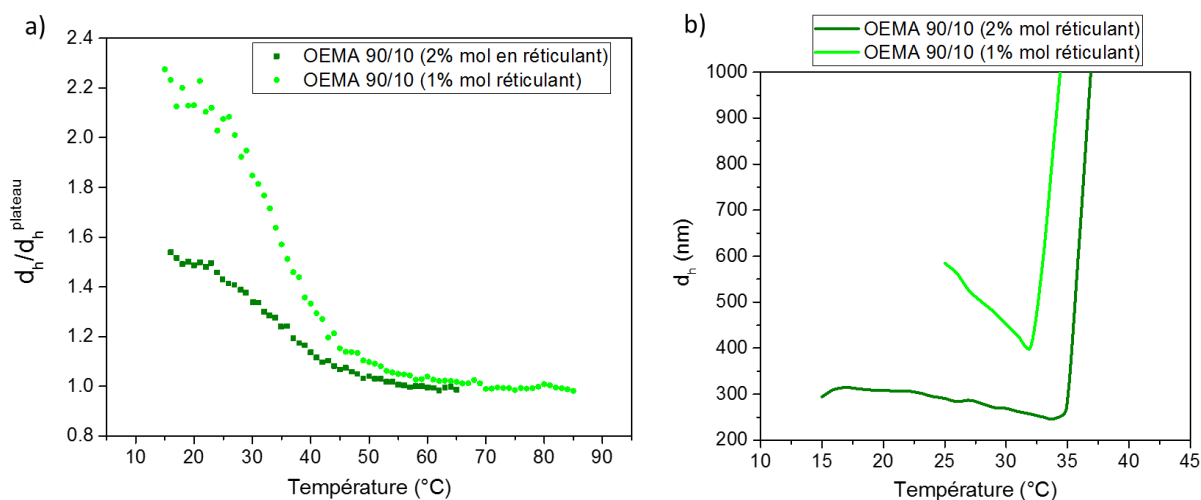 a)
d_h/d_h^plateau
2.4
2.2
2.0
1.8
1.6
1.4
1.2
1.0
0.8
OEMA 90/10 (2% mol en réticulant)
OEMA 90/10 (1% mol réticulant)
10 20 30 40 50 60 70 80 90
Température (°C)
b)
OEMA 90/10 (2% mol réticulant)
OEMA 90/10 (1% mol réticulant)
d_h (nm)
1000
900
800
700
600
500
400
300
200
10 15 20 25 30 35 40 45
Température (°C)